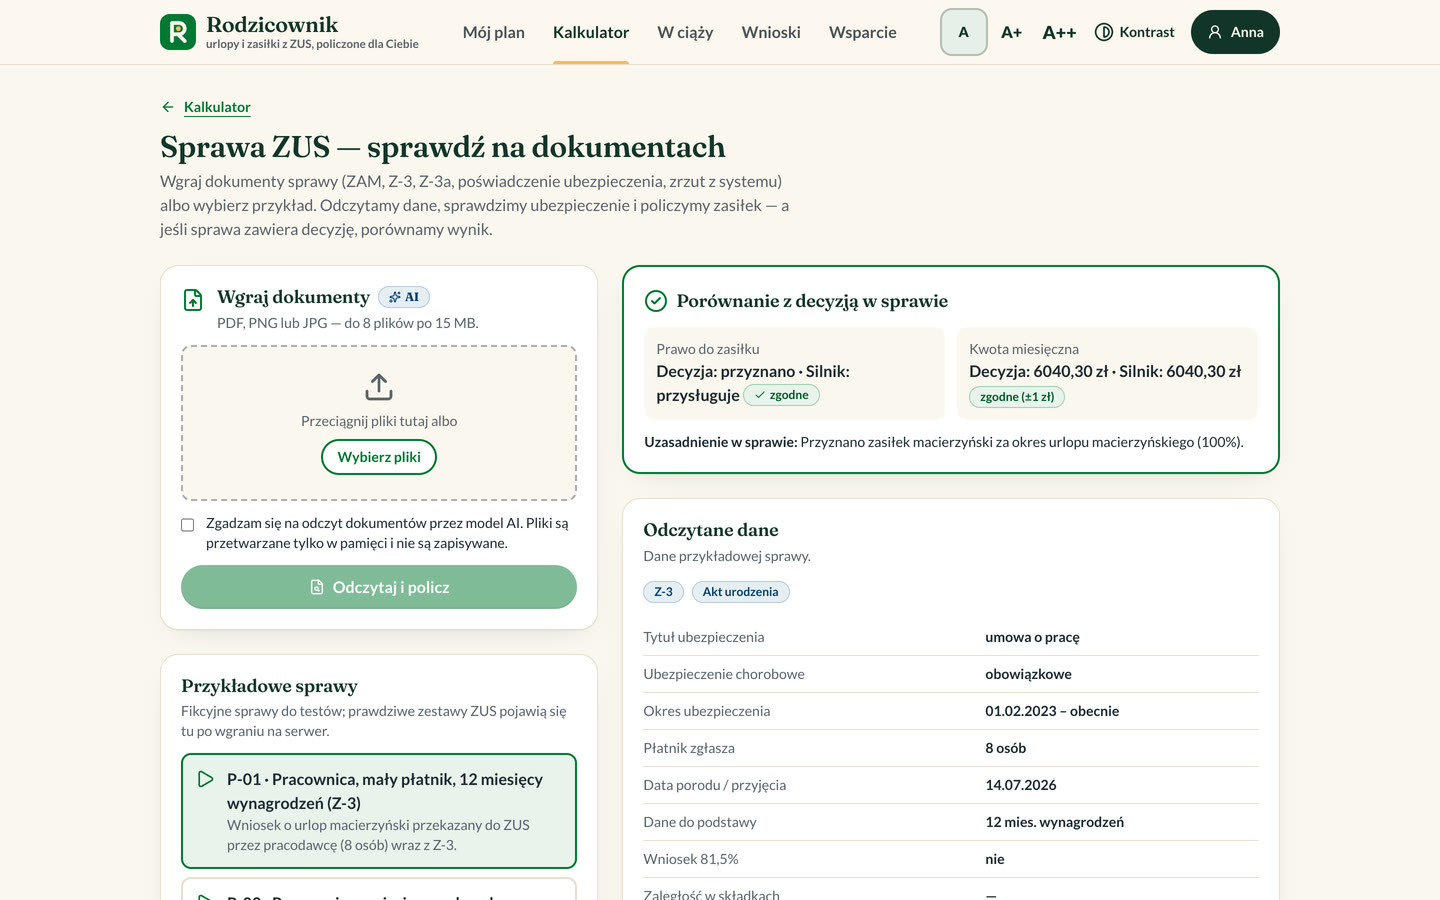 Rodzicownik
urlopy i zasiłki z ZUS, policzone dla Ciebie
Mój plan
Kalkulator
W ciąży
Wnioski
Wsparcie
A
A+
A++
Kontrast
Anna
Kalkulator
Sprawa ZUS — sprawdź na dokumentach
Wgraj dokumenty sprawy (ZAM, Z-3, Z-3a, poświadczenie ubezpieczenia, zrzut z systemu)
albo wybierz przykład. Odczytamy dane, sprawdzimy ubezpieczenie i policzymy zasiłek — a
jeśli sprawa zawiera decyzję, porównamy wynik.
Wgraj dokumenty AI
PDF, PNG lub JPG — do 8 plików po 15 MB.
Przeciągnij pliki tutaj albo
Wybierz pliki
Zgadzam się na odczyt dokumentów przez model AI. Pliki są
przetwarzane tylko w pamięci i nie są zapisywane.
Odczytaj i policz
Przykładowe sprawy
Fikcyjne sprawy do testów; prawdziwe zestawy ZUS pojawią się
tu po wgraniu na serwer.
P-01 · Pracownica, mały płatnik, 12 miesięcy
wynagrodzeń (Z-3)
Wniosek o urlop macierzyński przekazany do ZUS
przez pracodawcę (8 osób) wraz z Z-3.
Porównanie z decyzją w sprawie
Prawo do zasiłku
Decyzja: przyznano · Silnik:
przysługuje zgodne
Kwota miesięczna
Decyzja: 6040,30 zł · Silnik: 6040,30 zł
zgodne (±1 zł)
Uzasadnienie w sprawie: Przyznano zasiłek macierzyński za okres urlopu macierzyńskiego (100%).
Odczytane dane
Dane przykładowej sprawy.
Z-3 Akt urodzenia
Tytuł ubezpieczenia umowa o pracę
Ubezpieczenie chorobowe obowiązkowe
Okres ubezpieczenia 01.02.2023 – obecnie
Płatnik zgłasza 8 osób
Data porodu / przyjęcia 14.07.2026
Dane do podstawy 12 mies. wynagrodzeń
Wniosek 81,5% nie
Zaległość w składkach —